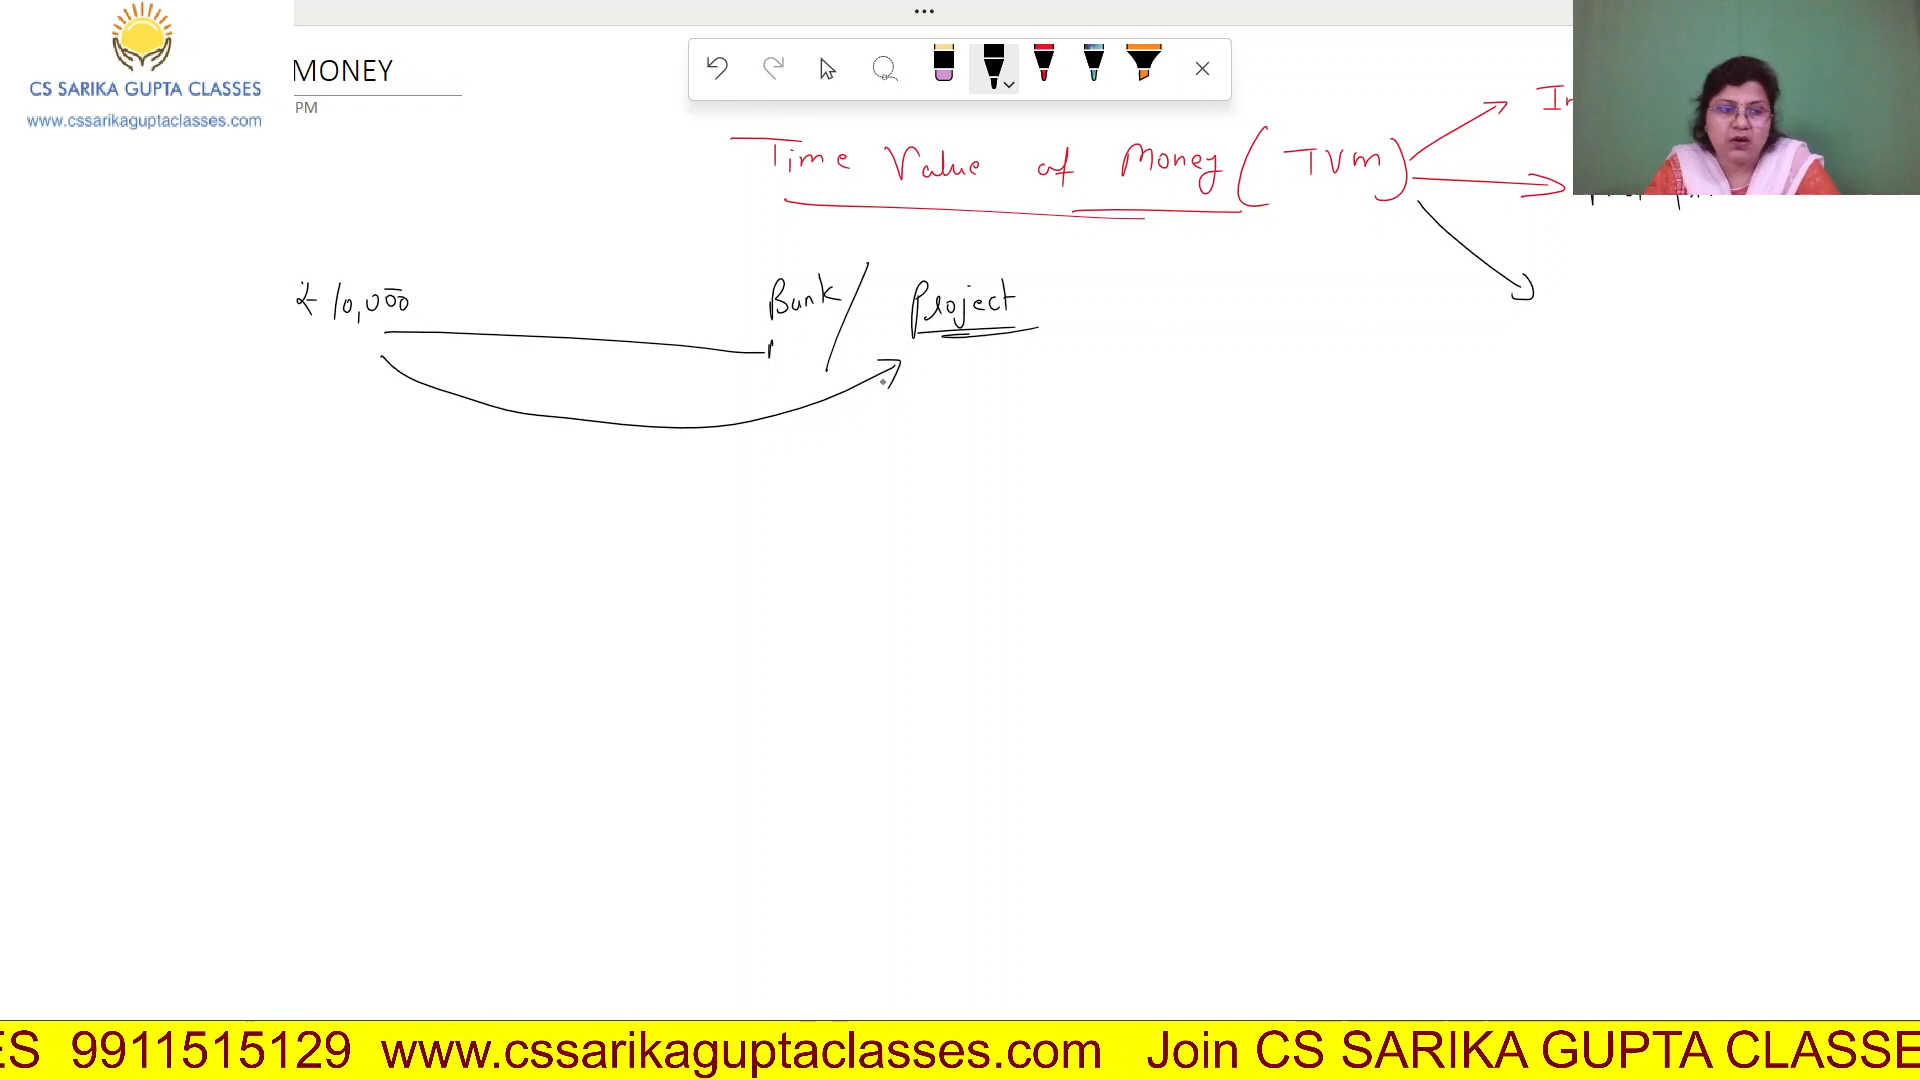 CS SARIKA GUPTA CLASSES
www.cssarikaguptaclasses.com
MONEY
PM
Time Value of Money (TVM)
₹ 10,000
Bank / Project
ES 9911515129 www.cssarikaguptaclasses.com Join CS SARIKA GUPTA CLASSE